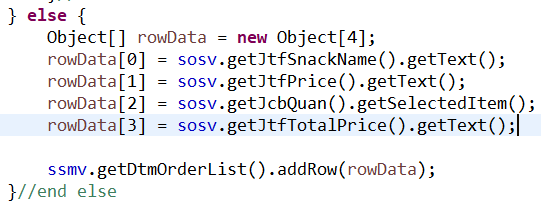 } else {
Object[] rowData = new Object[4];
rowData[0] = sosv.getJtfSnackName().getText();
rowData[1] = sosv.getJtfPrice().getText();
rowData[2] = sosv.getJcbQuan().getSelectedItem();
rowData[3] = sosv.getJtfTotalPrice().getText();
ssmv.getDtmOrderList().addRow(rowData);
}//end else